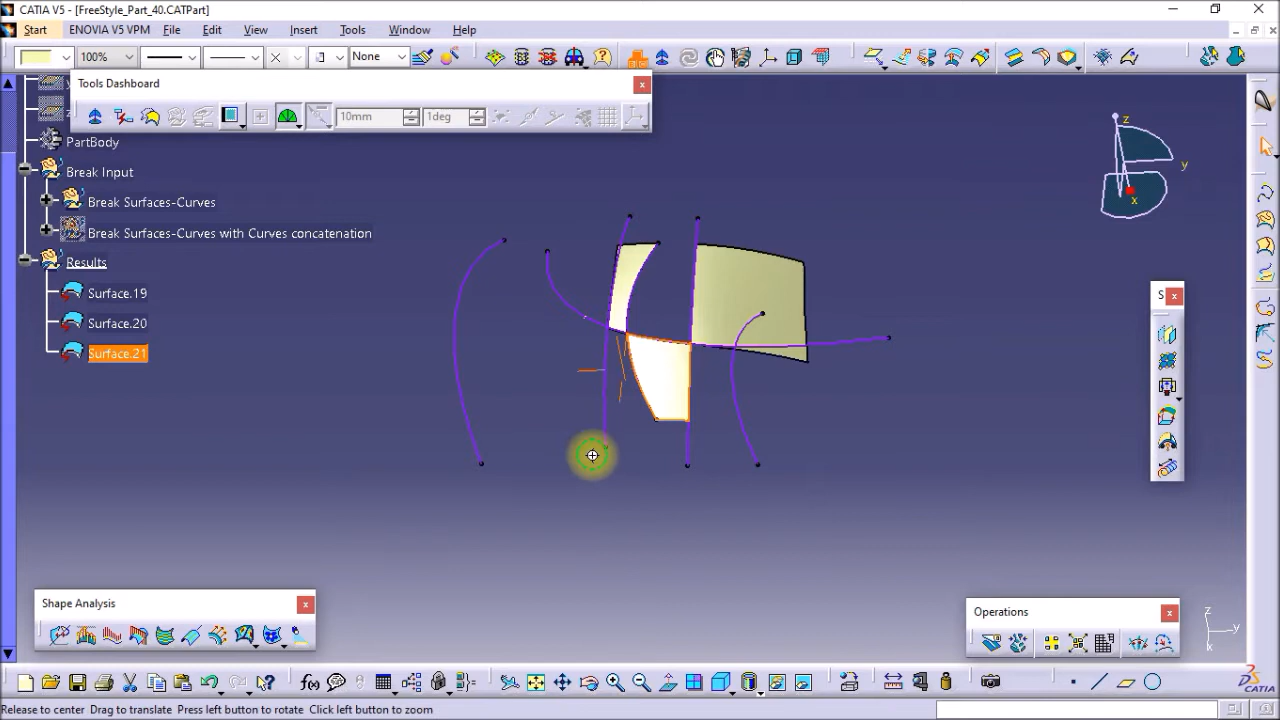 CATIA V5 - [FreeStyle_Part_40.CATPart]
Start ENOVIA V5 VPM File Edit View Insert Tools Window Help
100% None
Tools Dashboard
10mm 1deg
PartBody
Break Input
Break Surfaces-Curves
Break Surfaces-Curves with Curves concatenation
Results
Surface.19
Surface.20
Surface.21
z
y
x
S
Shape Analysis
Operations
z
y
x
f(x)
Release to center Drag to translate Press left button to rotate Click left button to zoom
CATIA